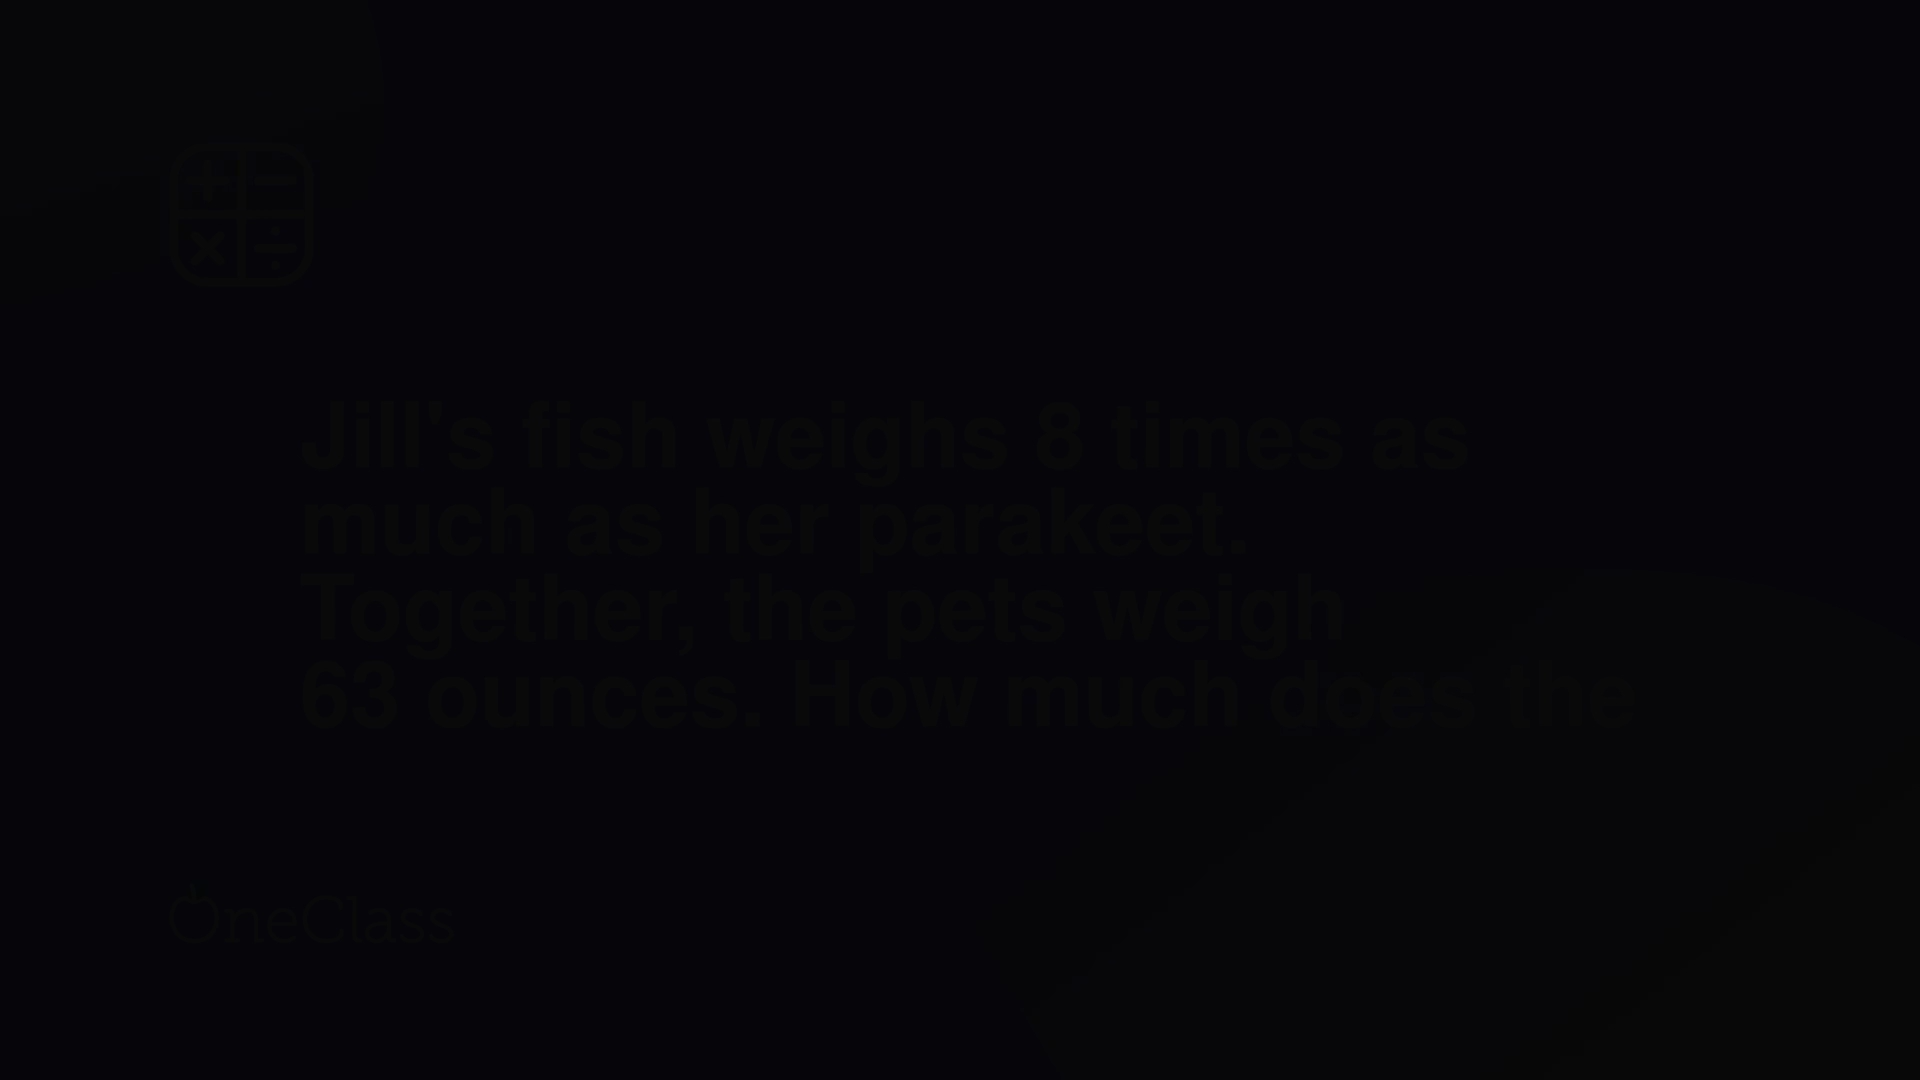 Jill's fish weighs 8 times as
much as her parakeet.
Together, the pets weigh
63 ounces. How much does the
OneClass